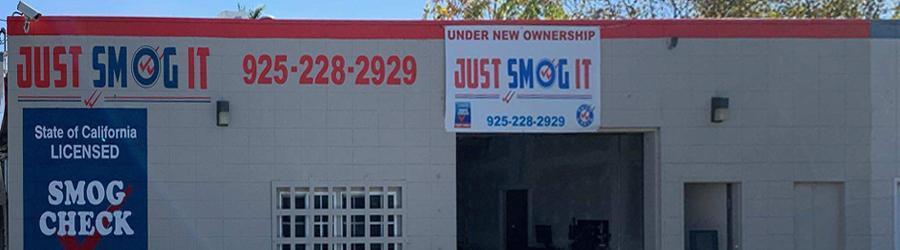 JUST SMOG IT 925-228-2929
State of California
LICENSED
SMOG
CHECK
UNDER NEW OWNERSHIP
JUST SMOG IT
925-228-2929